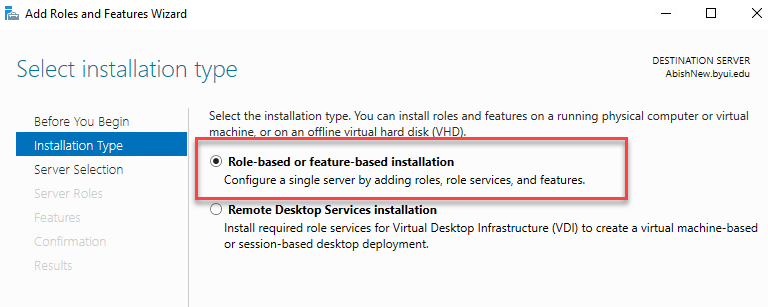 Add Roles and Features Wizard
Select installation type
DESTINATION SERVER
AbishNew.byui.edu
Before You Begin
Installation Type
Server Selection
Server Roles
Features
Confirmation
Results
Select the installation type. You can install roles and features on a running physical computer or virtual
machine, or on an offline virtual hard disk (VHD).
Role-based or feature-based installation
Configure a single server by adding roles, role services, and features.
Remote Desktop Services installation
Install required role services for Virtual Desktop Infrastructure (VDI) to create a virtual machine-based
or session-based desktop deployment.